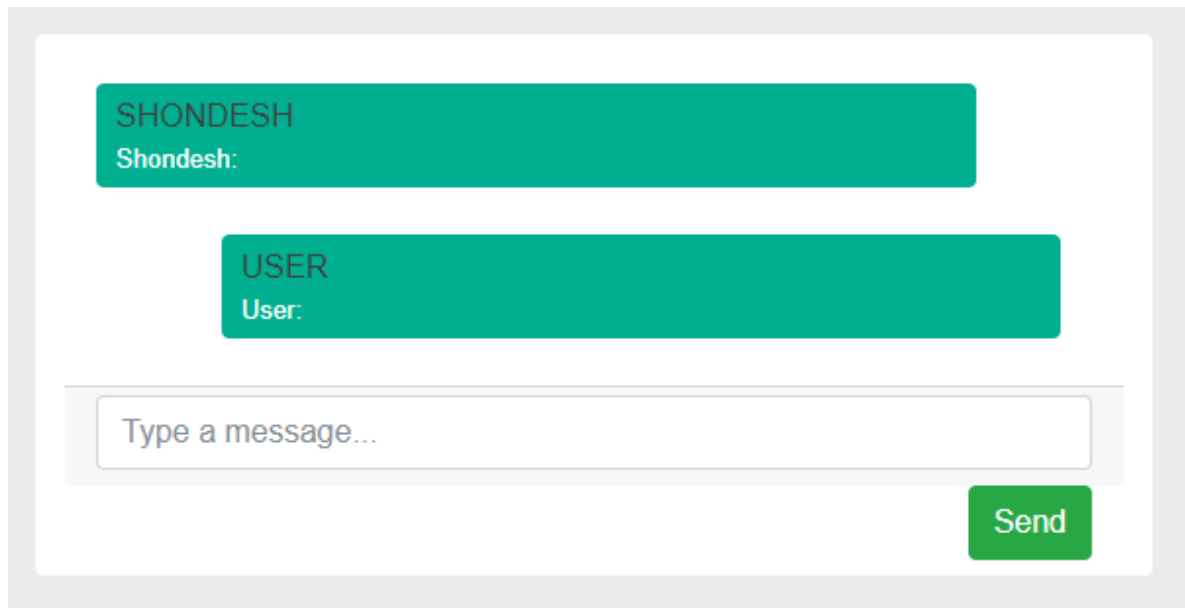 SHONDESH
Shondesh:
USER
User:
Type a message...
Send